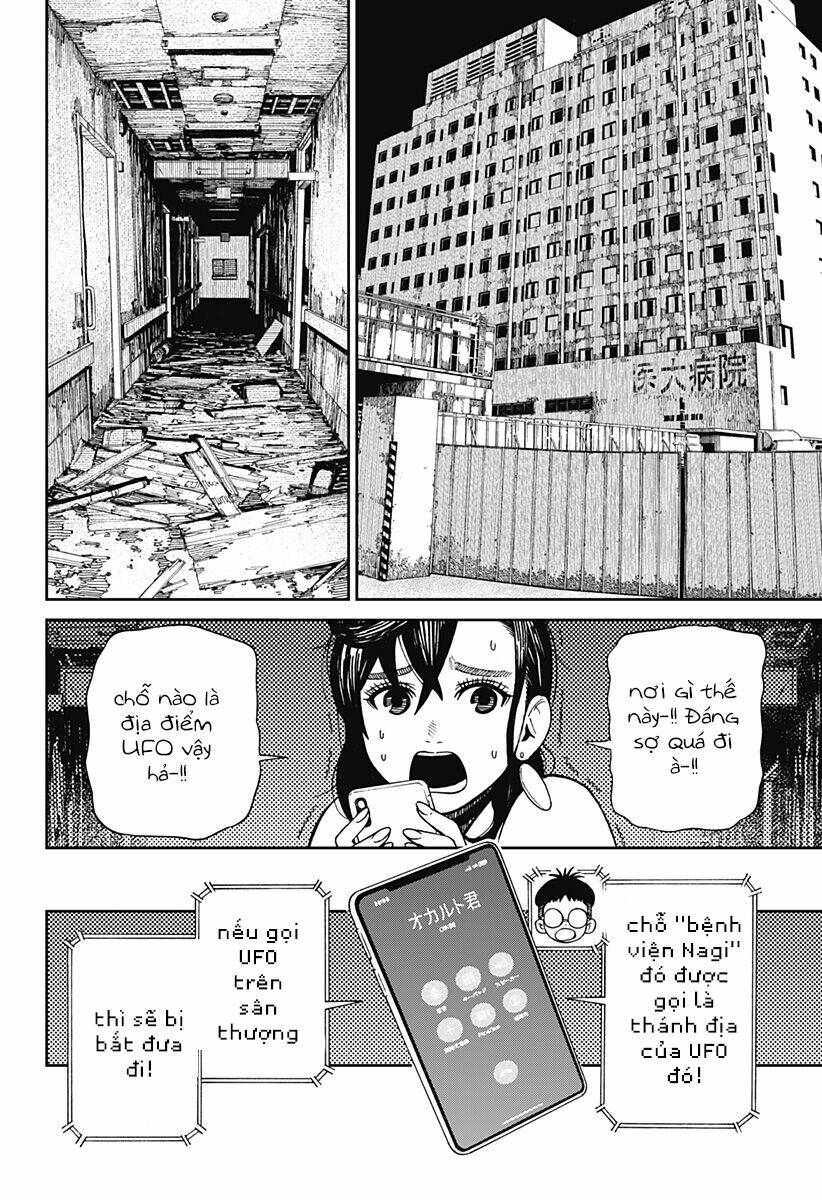 医大病院
nơi gì thế
này-!! Đáng
sợ quá đi
à-!!
chỗ nào là
địa điểm
UFO vậy
hả-!!
chỗ "bệnh
viện Nagi"
đó được
gọi là
thánh địa
của UFO
đó!
オカルト君
nếu gọi
UFO
trên
sân
thượng
thì sẽ bị
bắt đưa
đi!